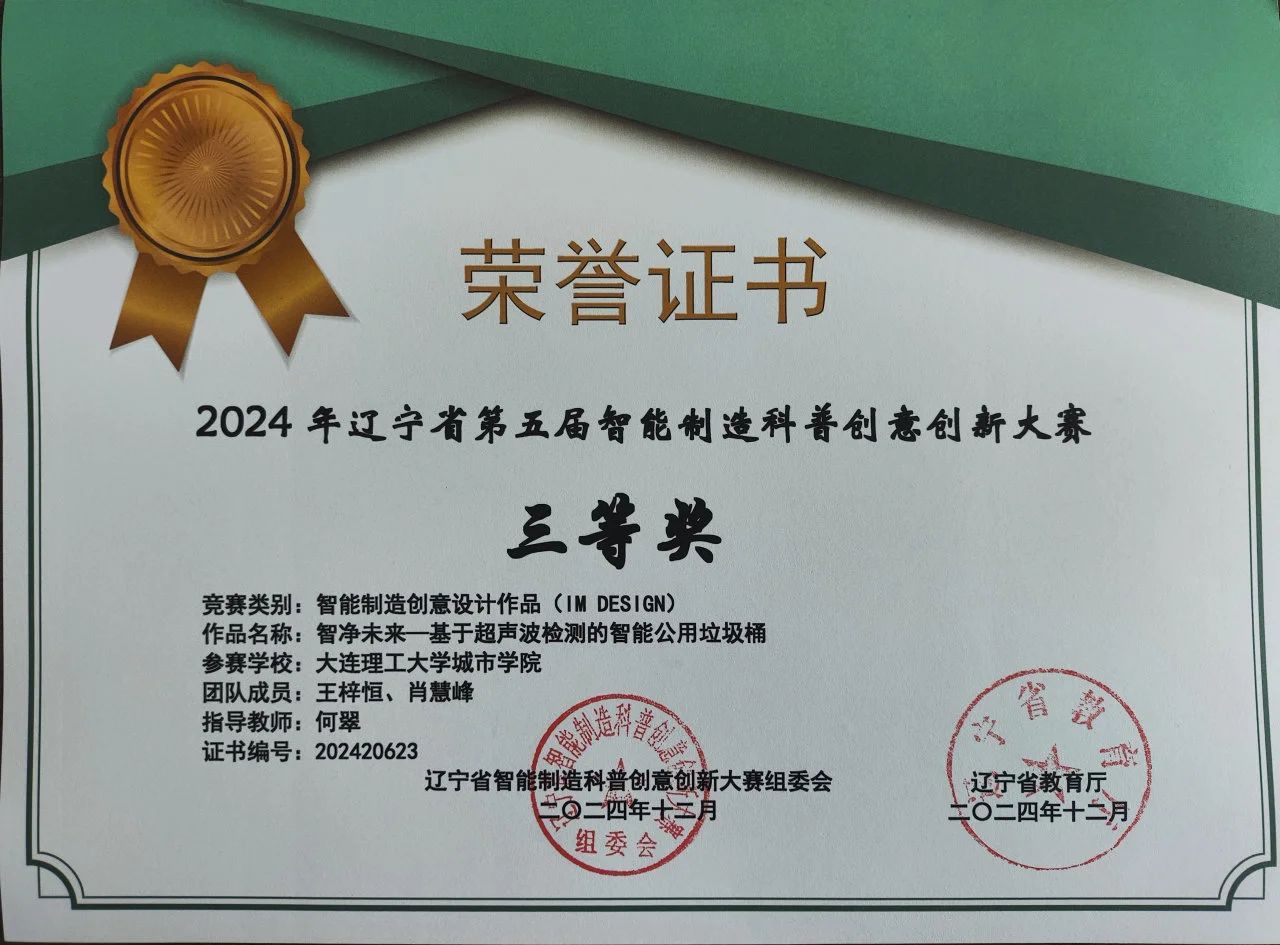 荣誉证书
2024 年辽宁省第五届智能制造科普创意创新大赛
三等奖
竞赛类别：智能制造创意设计作品（IM DESIGN）
作品名称：智净未来—基于超声波检测的智能公用垃圾桶
参赛学校：大连理工大学城市学院
团队成员：王梓恒、肖慧峰
指导教师：何翠
证书编号：202420623
辽宁省智能制造科普创意创新大赛组委会
二〇二四年十二月
辽宁省教育厅
二〇二四年十二月
组委会